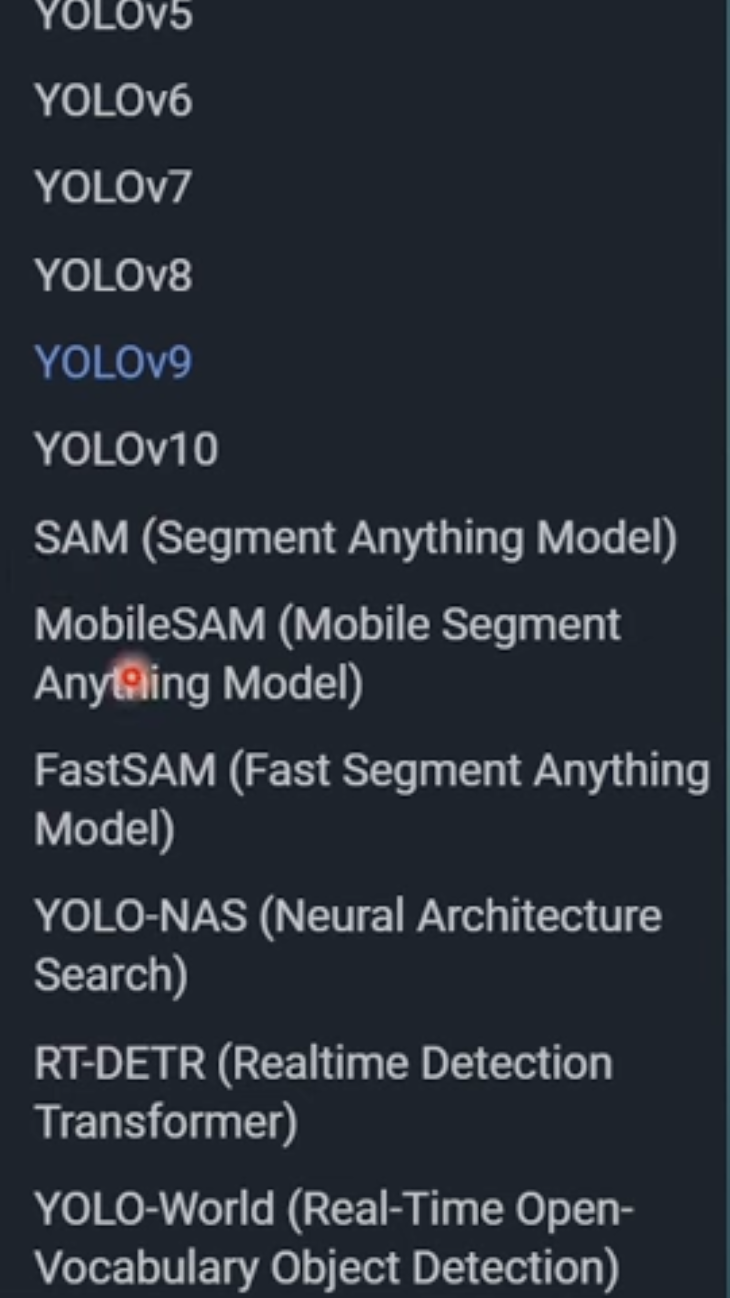 YOLOv5
YOLOv6
YOLOv7
YOLOv8
YOLOv9
YOLOv10
SAM (Segment Anything Model)
MobileSAM (Mobile Segment
Anything Model)
FastSAM (Fast Segment Anything
Model)
YOLO-NAS (Neural Architecture
Search)
RT-DETR (Realtime Detection
Transformer)
YOLO-World (Real-Time Open-
Vocabulary Object Detection)